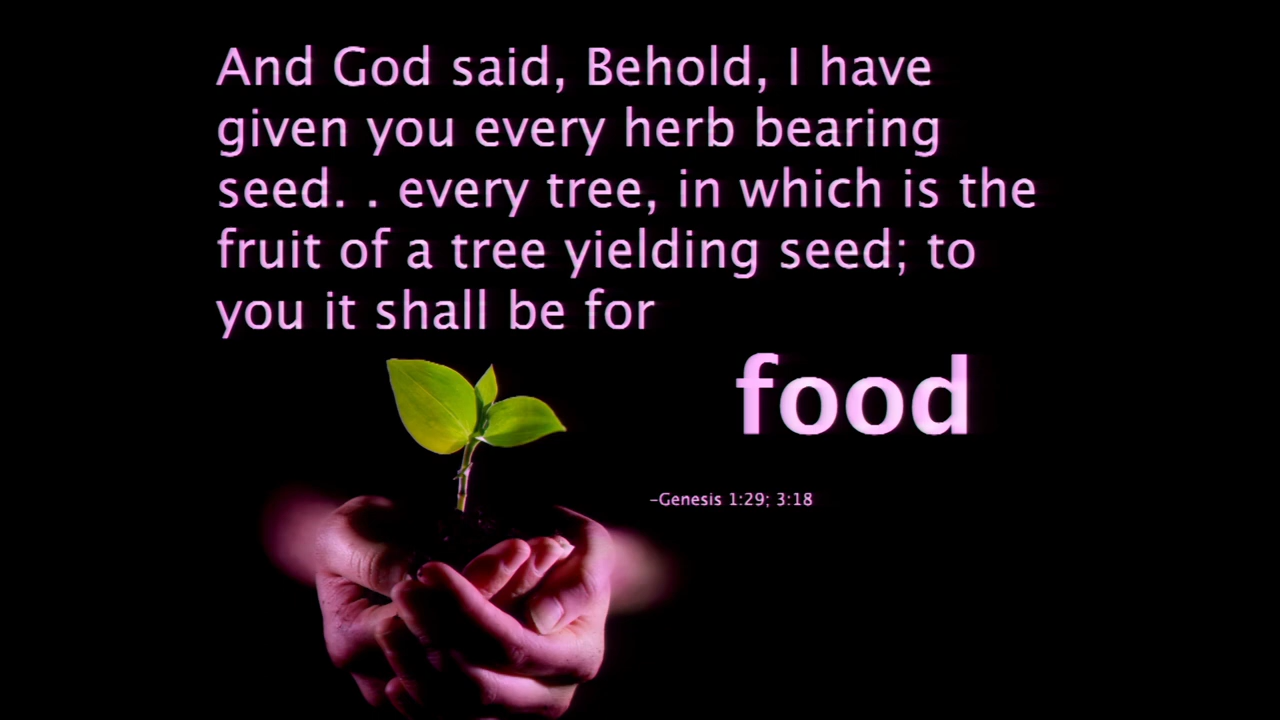 And God said, Behold, I have
given you every herb bearing
seed. . every tree, in which is the
fruit of a tree yielding seed; to
you it shall be for
food
–Genesis 1:29; 3:18